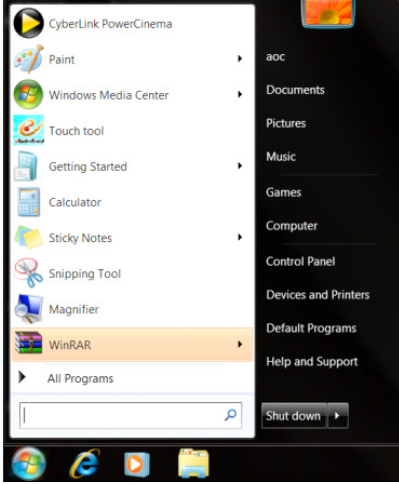 CyberLink PowerCinema
Paint
Windows Media Center
Touch tool
Getting Started
Calculator
Sticky Notes
Snipping Tool
Magnifier
WinRAR
All Programs
aoc
Documents
Pictures
Music
Games
Computer
Control Panel
Devices and Printers
Default Programs
Help and Support
Shut down